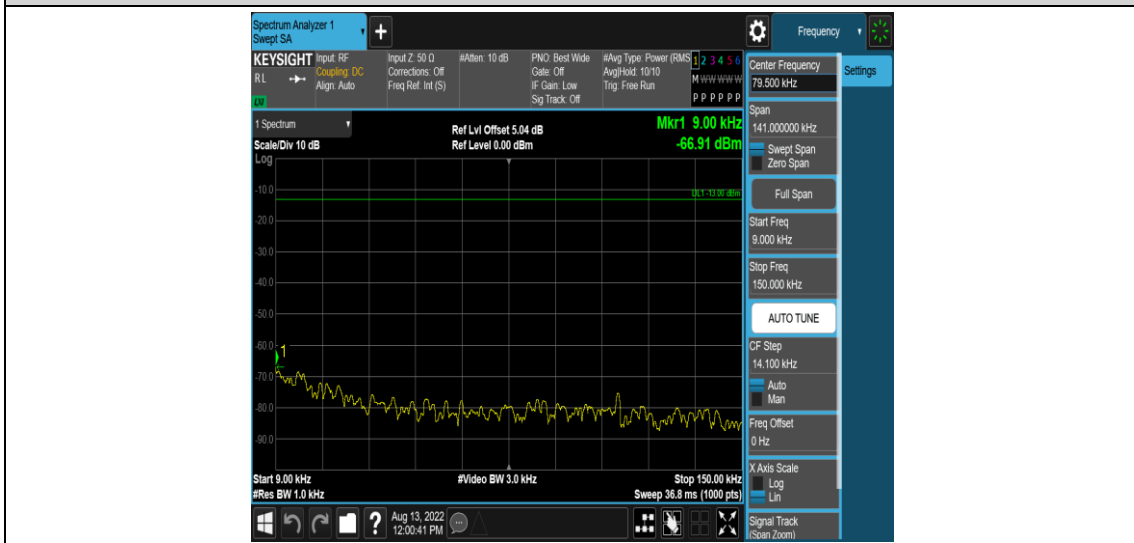 Spectrum Analyzer 1
Swept SA
+
Frequency
KEYSIGHT
RL
LXI
Input: RF
Coupling: DC
Align: Auto
Input Z: 50 Ω
Corrections: Off
Freq Ref: Int (S)
#Atten: 10 dB
PNO: Best Wide
Gate: Off
IF Gain: Low
Sig Track: Off
#Avg Type: Power (RMS
Avg|Hold: 10/10
Trig: Free Run
1 2 3 4 5 6
M W W W W W
P P P P P P
1 Spectrum
Scale/Div 10 dB
Ref Lvl Offset 5.04 dB
Ref Level 0.00 dBm
Mkr1 9.00 kHz
-66.91 dBm
Log
DL1 -13.00 dBm
-10.0
-20.0
-30.0
-40.0
-50.0
-60.0
1
-70.0
-80.0
-90.0
Start 9.00 kHz
#Res BW 1.0 kHz
#Video BW 3.0 kHz
Stop 150.00 kHz
Sweep 36.8 ms (1000 pts)
?
Aug 13, 2022
12:00:41 PM
Center Frequency
79.500 kHz
Settings
Span
141.000000 kHz
Swept Span
Zero Span
Full Span
Start Freq
9.000 kHz
Stop Freq
150.000 kHz
AUTO TUNE
CF Step
14.100 kHz
Auto
Man
Freq Offset
0 Hz
X Axis Scale
Log
Lin
Signal Track
(Span Zoom)